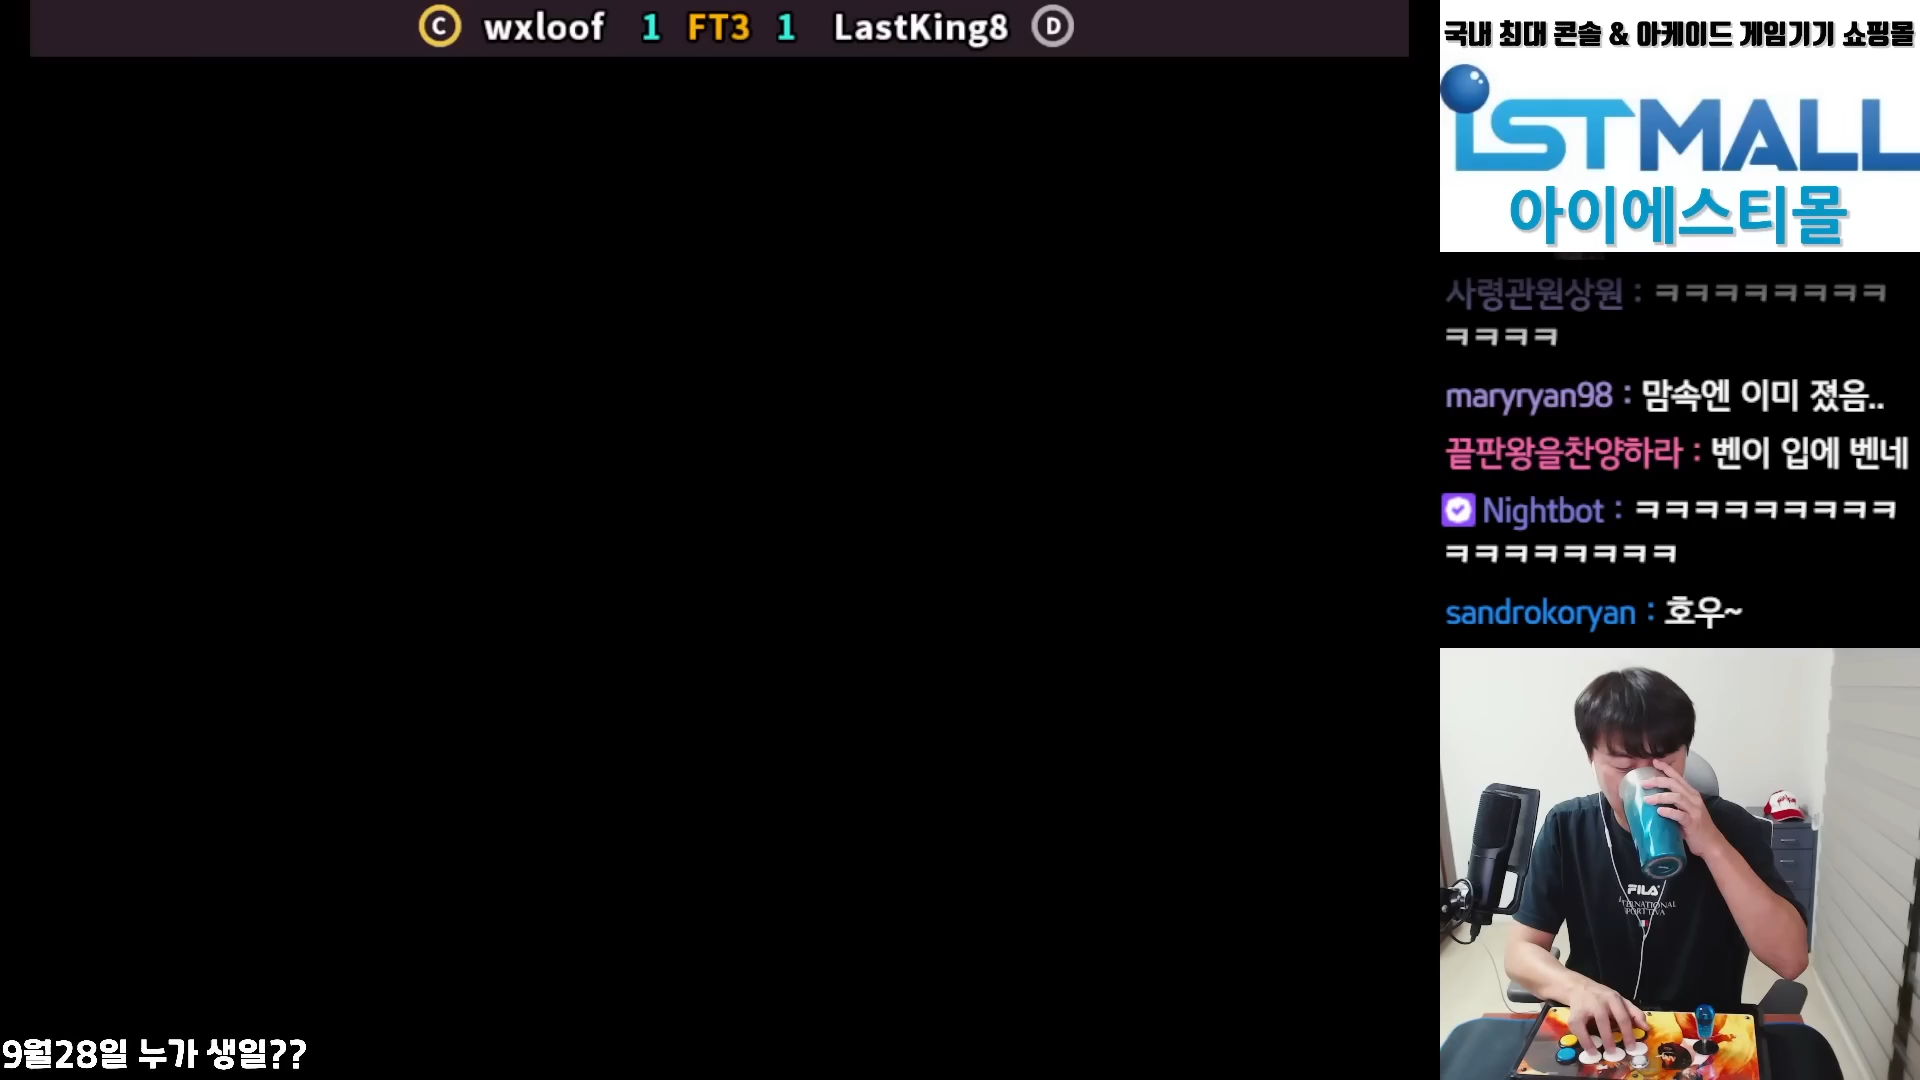 C wxloof 1 FT3 1 LastKing8 D
국내 최대 콘솔 & 아케이드 게임기기 쇼핑몰
iSTMALL
아이에스티몰
사령관원상원 : ㅋㅋㅋㅋㅋㅋㅋㅋ
ㅋㅋㅋㅋ
maryryan98 : 맘속엔 이미 졌음..
끝판왕을찬양하라 : 벤이 입에 벤네
Nightbot : ㅋㅋㅋㅋㅋㅋㅋㅋㅋ
ㅋㅋㅋㅋㅋㅋㅋㅋ
sandrokoryan : 호우~
FILA
INTERNATIONAL
SPORTIVA
9월28일 누가 생일??